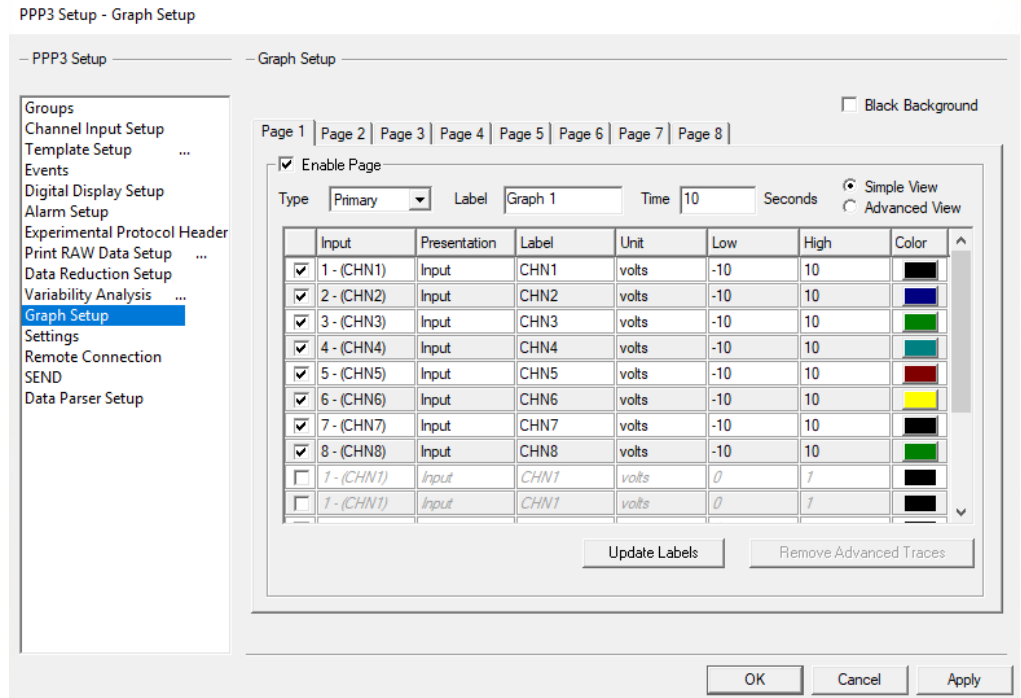 PPP3 Setup - Graph Setup
PPP3 Setup
Groups
Channel Input Setup
Template Setup ...
Events
Digital Display Setup
Alarm Setup
Experimental Protocol Header
Print RAW Data Setup ...
Data Reduction Setup
Variability Analysis ...
Graph Setup
Settings
Remote Connection
SEND
Data Parser Setup
Graph Setup
Black Background
Page 1 Page 2 Page 3 Page 4 Page 5 Page 6 Page 7 Page 8
Enable Page
Type Primary Label Graph 1 Time 10 Seconds
Simple View
Advanced View
Input Presentation Label Unit Low High Color
1 - (CHN1) Input CHN1 volts -10 10
2 - (CHN2) Input CHN2 volts -10 10
3 - (CHN3) Input CHN3 volts -10 10
4 - (CHN4) Input CHN4 volts -10 10
5 - (CHN5) Input CHN5 volts -10 10
6 - (CHN6) Input CHN6 volts -10 10
7 - (CHN7) Input CHN7 volts -10 10
8 - (CHN8) Input CHN8 volts -10 10
1 - (CHN1) Input CHN1 volts 0 1
1 - (CHN1) Input CHN1 volts 0 1
Update Labels Remove Advanced Traces
OK Cancel Apply